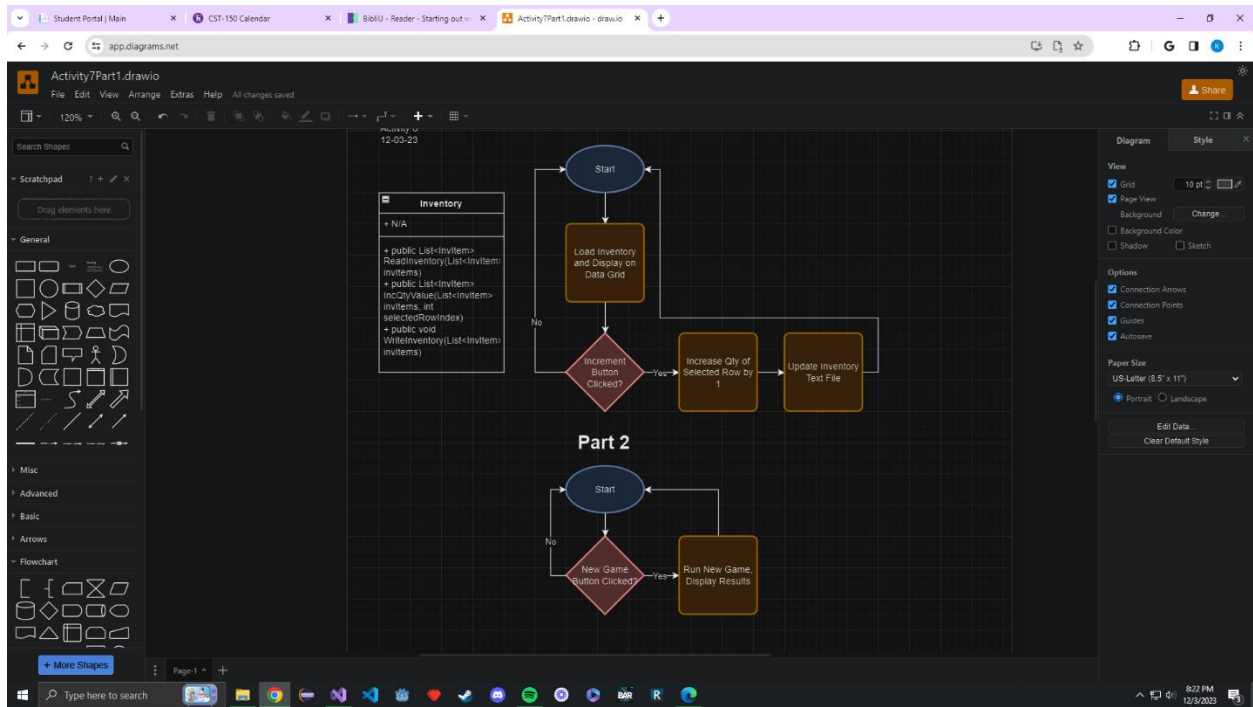 Student Portal | Main
CST-150 Calendar
BibliU - Reader - Starting out w
Activity7Part1.drawio - draw.io
app.diagrams.net
Activity7Part1.drawio
File Edit View Arrange Extras Help All changes saved
Share
120%
Search Shapes
Scratchpad
Drag elements here
General
Misc
Advanced
Basic
Arrows
Flowchart
+ More Shapes
12-03-23
Inventory
+ N/A
+ public List<InvItem>
ReadInventory(List<InvItem>
invItems)
+ public List<InvItem>
IncQtyValue(List<InvItem>
invItems, int
selectedRowIndex)
+ public void
WriteInventory(List<InvItem>
invItems)
Start
Load Inventory
and Display on
Data Grid
No
Increment
Button
Clicked?
Yes
Increase Qty of
Selected Row by
1
Update Inventory
Text File
Part 2
Start
No
New Game
Button Clicked?
Yes
Run New Game,
Display Results
Page-1
Diagram Style
View
Grid 10 pt
Page View
Background Change...
Background Color
Shadow Sketch
Options
Connection Arrows
Connection Points
Guides
Autosave
Paper Size
US-Letter (8.5" x 11")
Portrait Landscape
Edit Data...
Clear Default Style
Type here to search
BAR
R
8:22 PM
12/3/2023